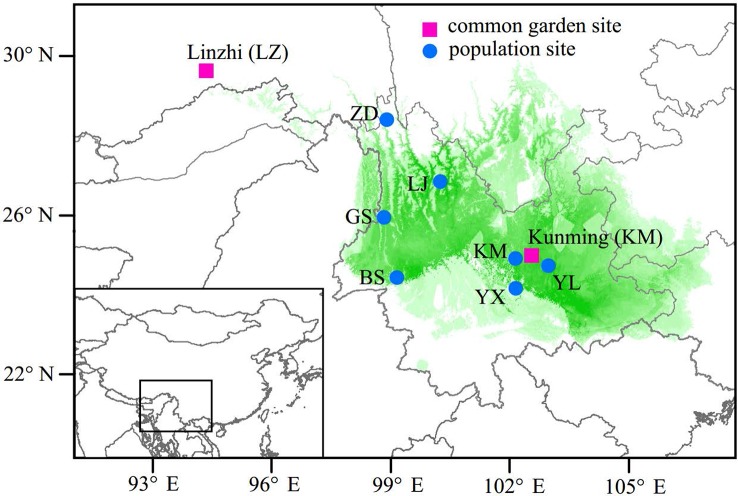 common garden site
population site
30° N
Linzhi (LZ)
ZD
LJ
26° N
GS
Kunming (KM)
KM
BS
YL
YX
22° N
93° E
96° E
99° E
102° E
105° E